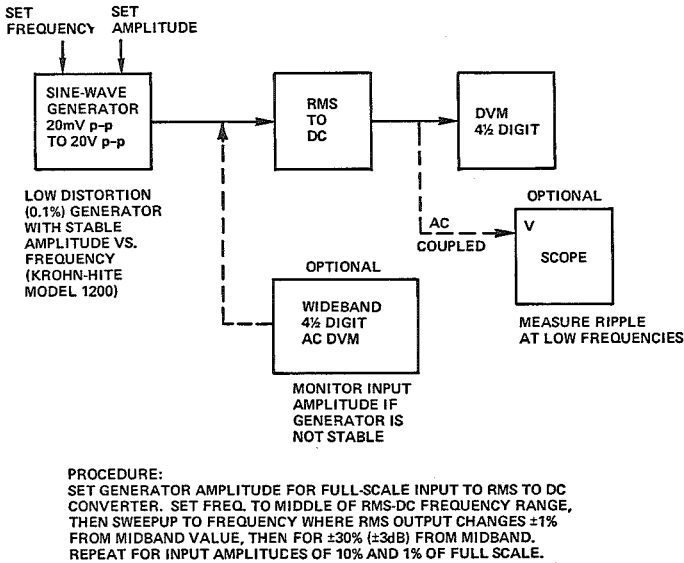 SET
FREQUENCY
SET
AMPLITUDE
SINE-WAVE
GENERATOR
20mV p-p
TO 20V p-p
RMS
TO
DC
DVM
4½ DIGIT
LOW DISTORTION
(0.1%) GENERATOR
WITH STABLE
AMPLITUDE VS.
FREQUENCY
(KROHN-HITE
MODEL 1200)
AC
COUPLED
OPTIONAL
V
SCOPE
MEASURE RIPPLE
AT LOW FREQUENCIES
OPTIONAL
WIDEBAND
4½ DIGIT
AC DVM
MONITOR INPUT
AMPLITUDE IF
GENERATOR IS
NOT STABLE
PROCEDURE:
SET GENERATOR AMPLITUDE FOR FULL-SCALE INPUT TO RMS TO DC
CONVERTER. SET FREQ. TO MIDDLE OF RMS-DC FREQUENCY RANGE,
THEN SWEEPUP TO FREQUENCY WHERE RMS OUTPUT CHANGES ±1%
FROM MIDBAND VALUE, THEN FOR ±30% (±3dB) FROM MIDBAND.
REPEAT FOR INPUT AMPLITUDES OF 10% AND 1% OF FULL SCALE.